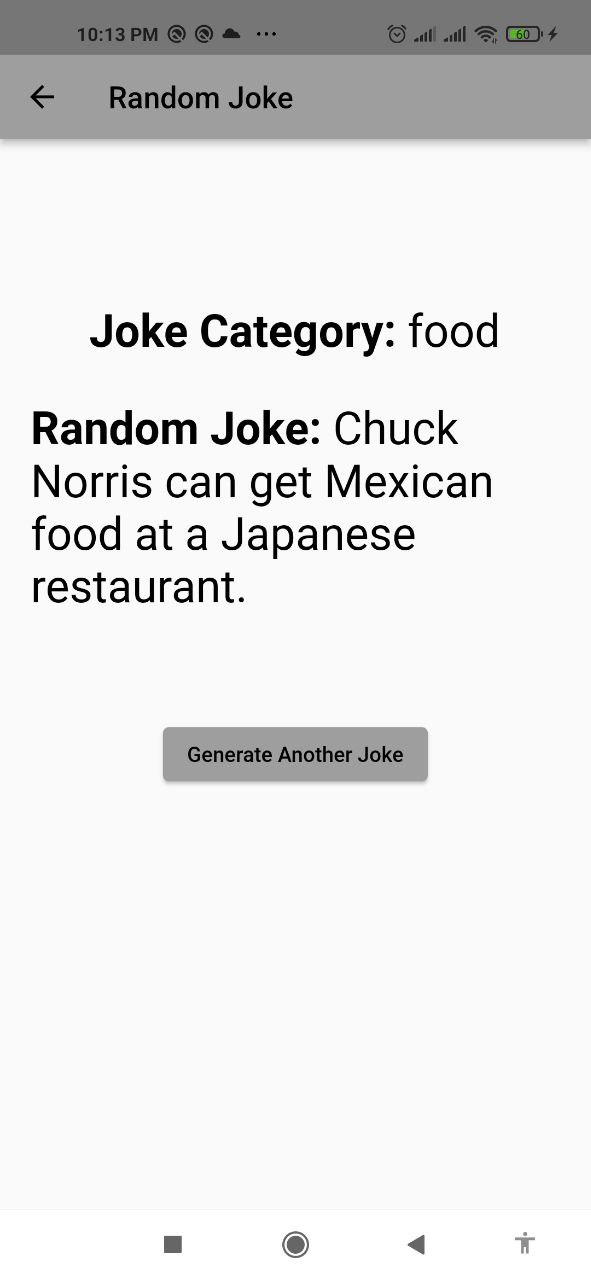 10:13 PM 60
Random Joke
Joke Category: food
Random Joke: Chuck
Norris can get Mexican
food at a Japanese
restaurant.
Generate Another Joke